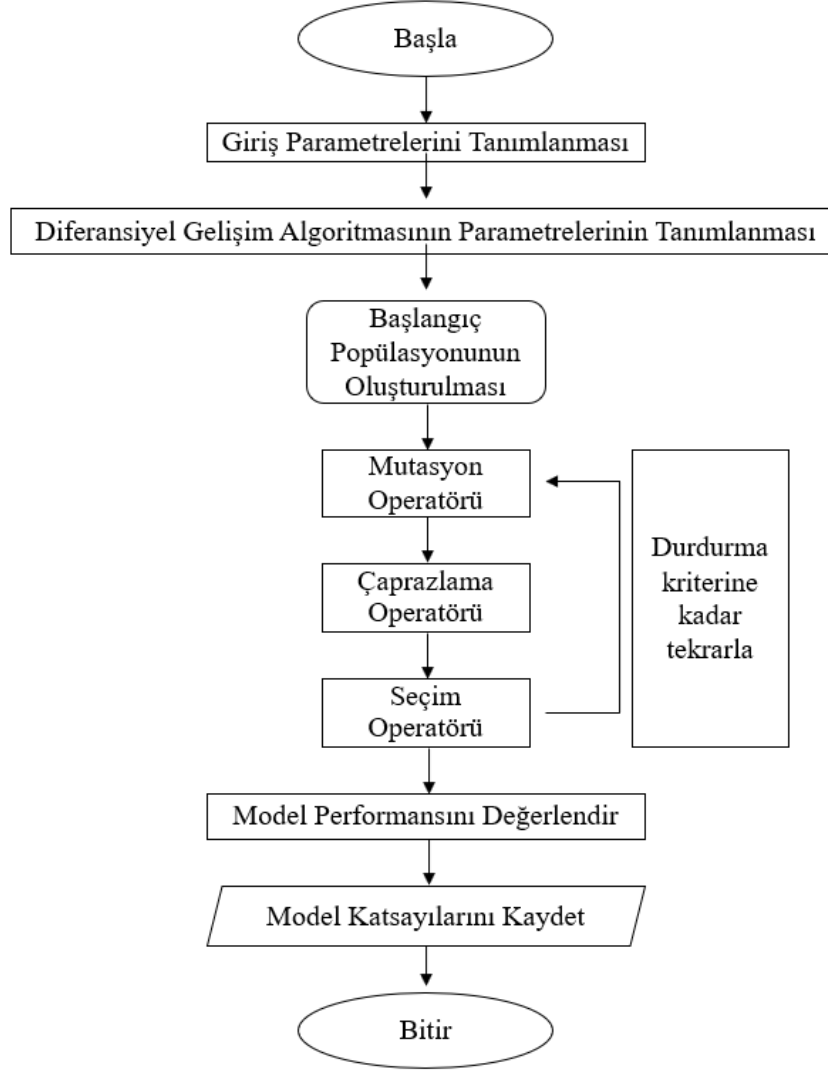 Başla
Giriş Parametrelerini Tanımlanması
Diferansiyel Gelişim Algoritmasının Parametrelerinin Tanımlanması
Başlangıç
Popülasyonunun
Oluşturulması
Mutasyon
Operatörü
Çaprazlama
Operatörü
Seçim
Operatörü
Durdurma
kriterine
kadar
tekrarla
Model Performansını Değerlendir
Model Katsayılarını Kaydet
Bitir